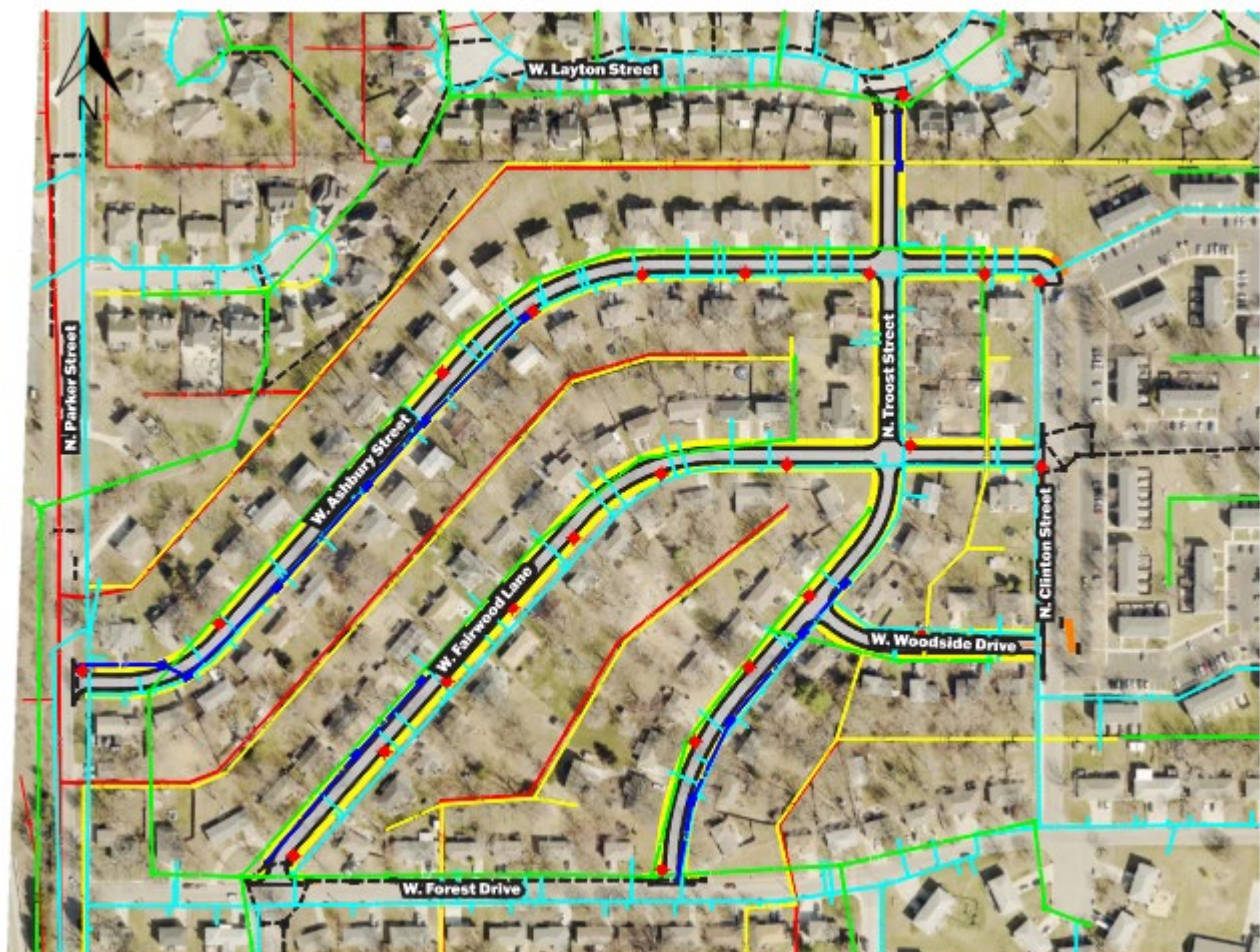 W. Layton Street
N
N. Parker Street
N. Troost Street
W. Ashbury Street
W. Fairwood Lane
N. Clinton Street
W. Woodside Drive
W. Forest Drive